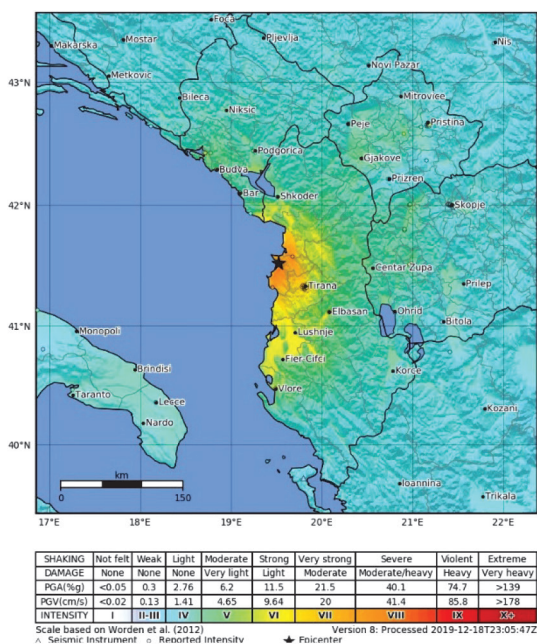 Foča
Pljevlja
Makarska
Mostar
Nis
43°N
Metkovic
Novi Pazar
Bileca
Mitrovice
Niksic
Peje
Pristina
Podgorica
Gjakove
Budva
Prizren
Bar
Shkoder
42°N
Skopje
Centar Zupa
Tirana
Prilep
Elbasan
Ohrid
41°N
Monopoli
Lushnje
Bitola
Fier-Cifci
Brindisi
Korce
Taranto
Lecce
Vlore
Nardo
Kozani
40°N
km
Ioannina
0 150
Trikala
17°E 18°E 19°E 20°E 21°E 22°E
SHAKING Not felt Weak Light Moderate Strong Very strong Severe Violent Extreme
DAMAGE None None None Very light Light Moderate Moderate/heavy Heavy Very heavy
PGA(%g) <0.05 0.3 2.76 6.2 11.5 21.5 40.1 74.7 >139
PGV(cm/s) <0.02 0.13 1.41 4.65 9.64 20 41.4 85.8 >178
INTENSITY I II-III IV V VI VII VIII IX X+
Scale based on Worden et al. (2012) Version 8: Processed 2019-12-18T23:05:47Z
△ Seismic Instrument ○ Reported Intensity ★ Epicenter